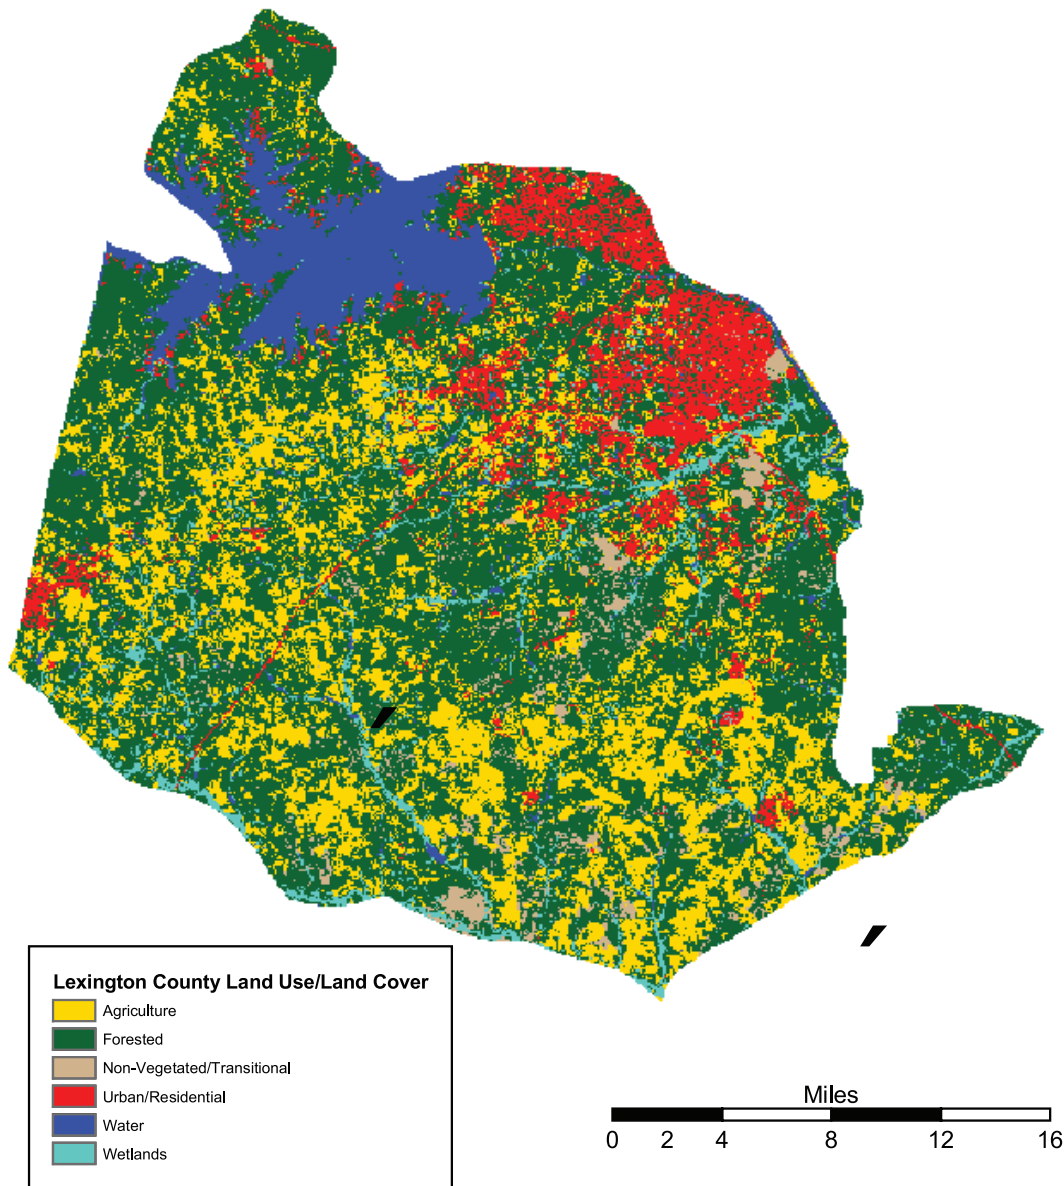 Lexington County Land Use/Land Cover
Agriculture
Forested
Non-Vegetated/Transitional
Urban/Residential
Water
Wetlands
Miles
0 2 4 8 12 16